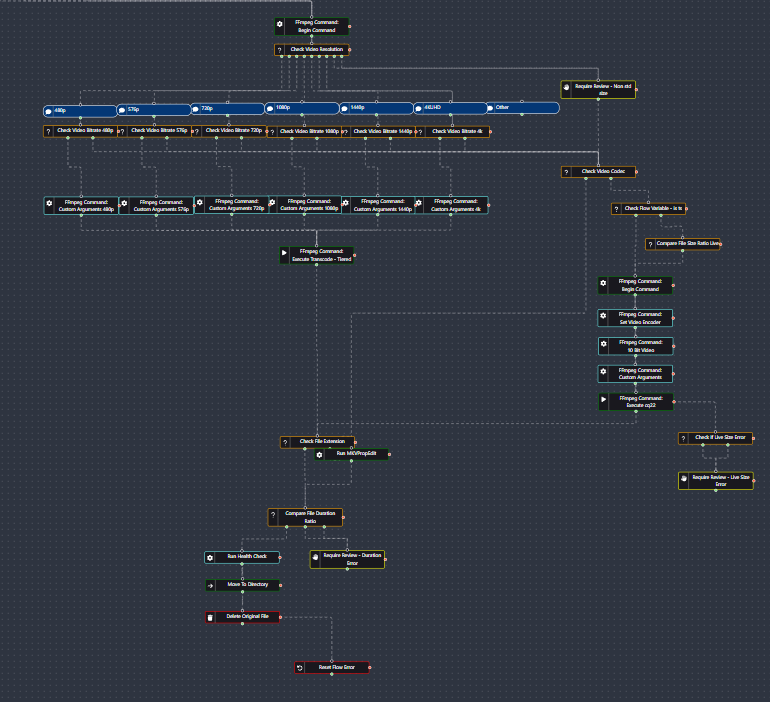 FFmpeg Command:
Begin Command
Check Video Resolution
Require Review - Non std
size
480p
576p
720p
1080p
1440p
4KUHD
Other
Check Video Bitrate 480p
Check Video Bitrate 576p
Check Video Bitrate 720p
Check Video Bitrate 1080p
Check Video Bitrate 1440p
Check Video Bitrate 4k
Check Video Codec
FFmpeg Command:
Custom Arguments 480p
FFmpeg Command:
Custom Arguments 576p
FFmpeg Command:
Custom Arguments 720p
FFmpeg Command:
Custom Arguments 1080p
FFmpeg Command:
Custom Arguments 1440p
FFmpeg Command:
Custom Arguments 4k
Check Flow Variable - is ts
Compare File Size Ratio Live
FFmpeg Command:
Execute Transcode - Tiered
FFmpeg Command:
Begin Command
FFmpeg Command:
Set Video Encoder
FFmpeg Command:
10 Bit Video
FFmpeg Command:
Custom Arguments
FFmpeg Command:
Execute cq22
Check File Extension
Run MKVPropEdit
Check If Live Size Error
Require Review - Live Size
Error
Compare File Duration
Ratio
Run Health Check
Require Review - Duration
Error
Move To Directory
Delete Original File
Reset Flow Error